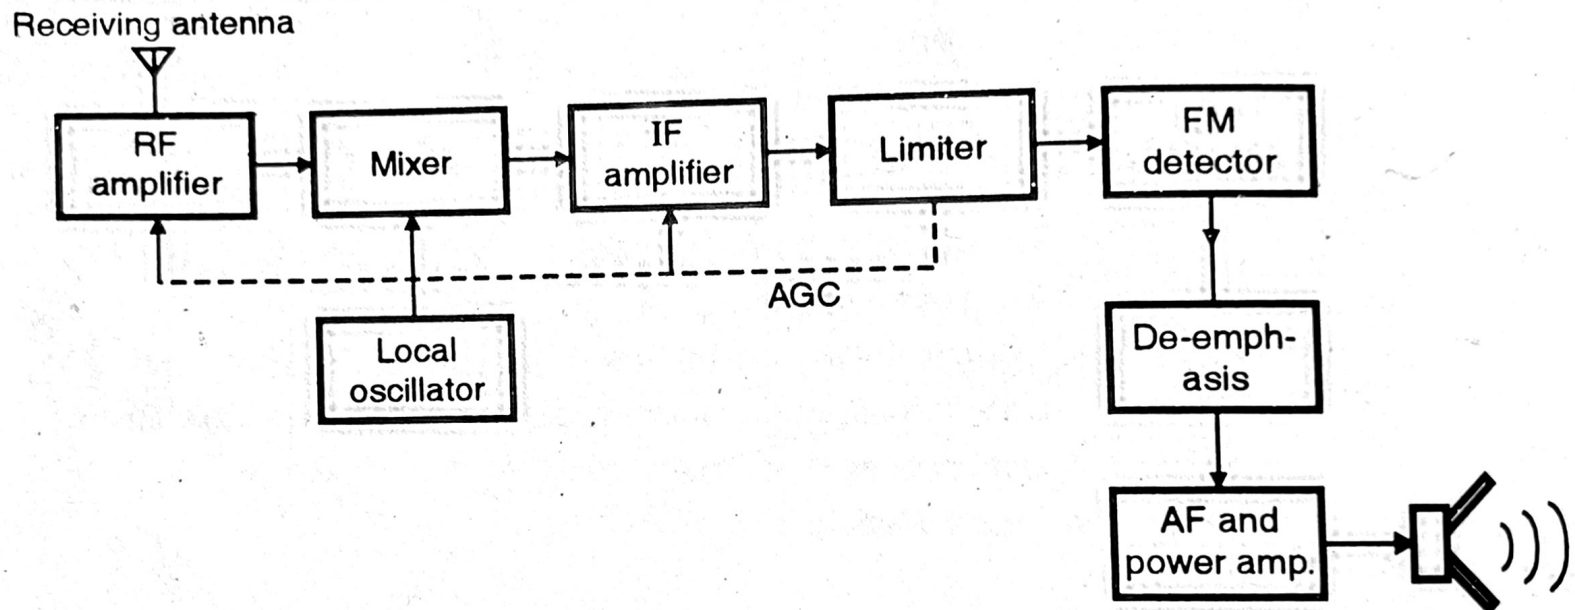 Receiving antenna
RF
amplifier
Mixer
IF
amplifier
Limiter
FM
detector
AGC
Local
oscillator
De-emph-
asis
AF and
power amp.